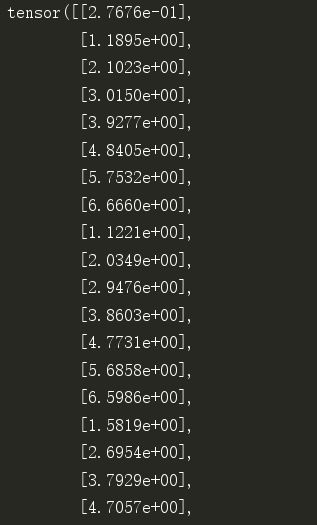 tensor([[2.7676e-01],
[1.1895e+00],
[2.1023e+00],
[3.0150e+00],
[3.9277e+00],
[4.8405e+00],
[5.7532e+00],
[6.6660e+00],
[1.1221e+00],
[2.0349e+00],
[2.9476e+00],
[3.8603e+00],
[4.7731e+00],
[5.6858e+00],
[6.5986e+00],
[1.5819e+00],
[2.6954e+00],
[3.7929e+00],
[4.7057e+00],